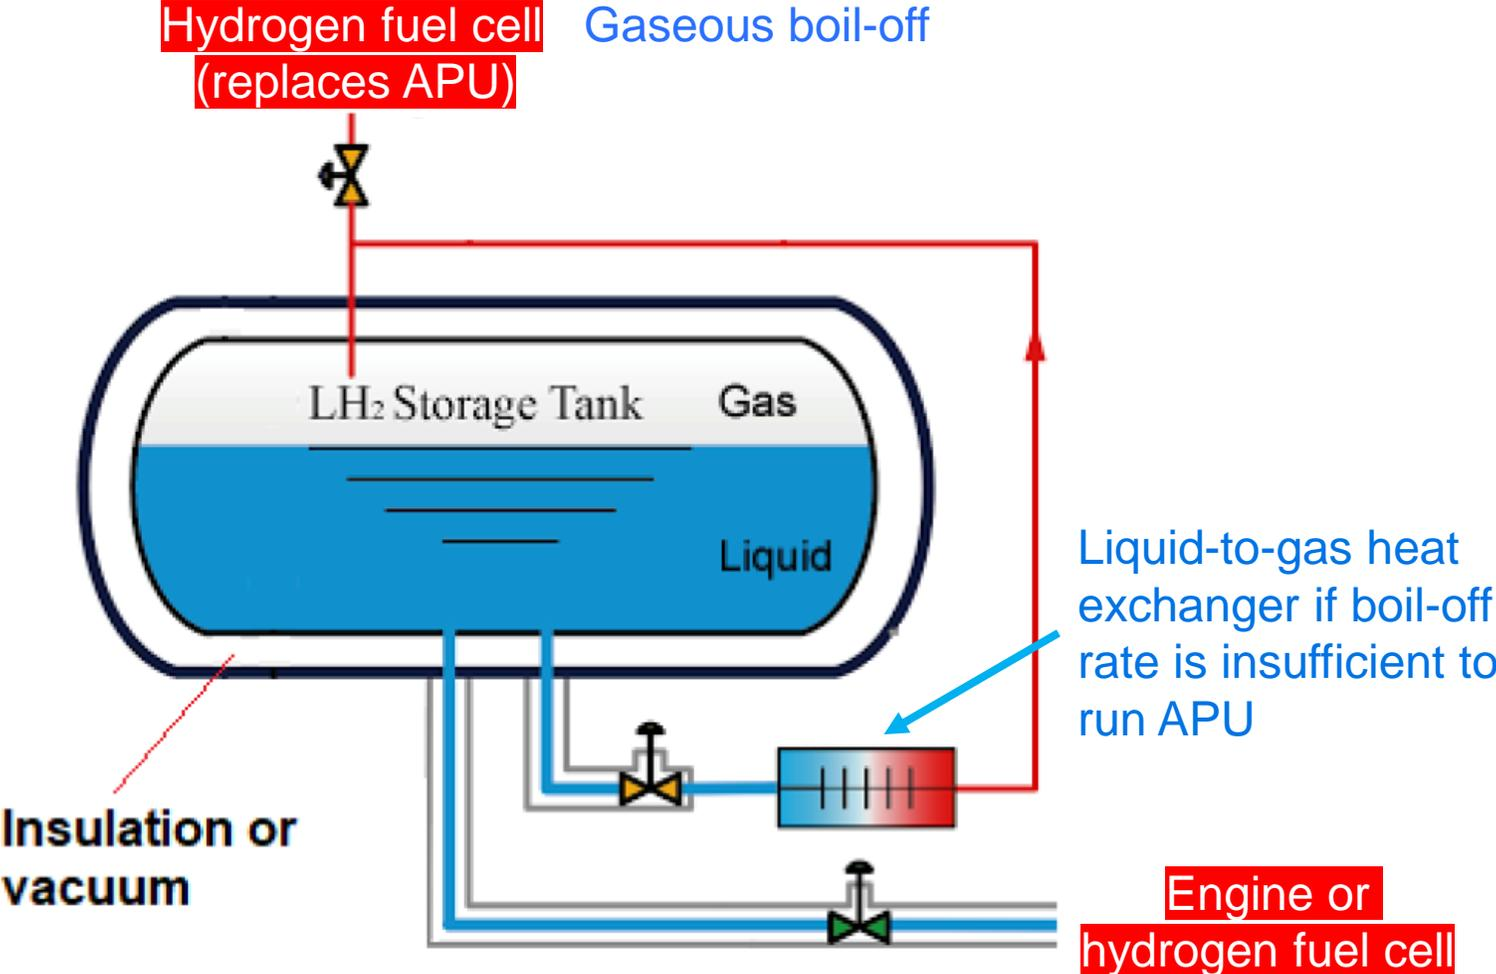 Hydrogen fuel cell
(replaces APU)
Gaseous boil-off
LH₂ Storage Tank
Gas
Liquid
Liquid-to-gas heat
exchanger if boil-off
rate is insufficient to
run APU
Insulation or
vacuum
Engine or
hydrogen fuel cell